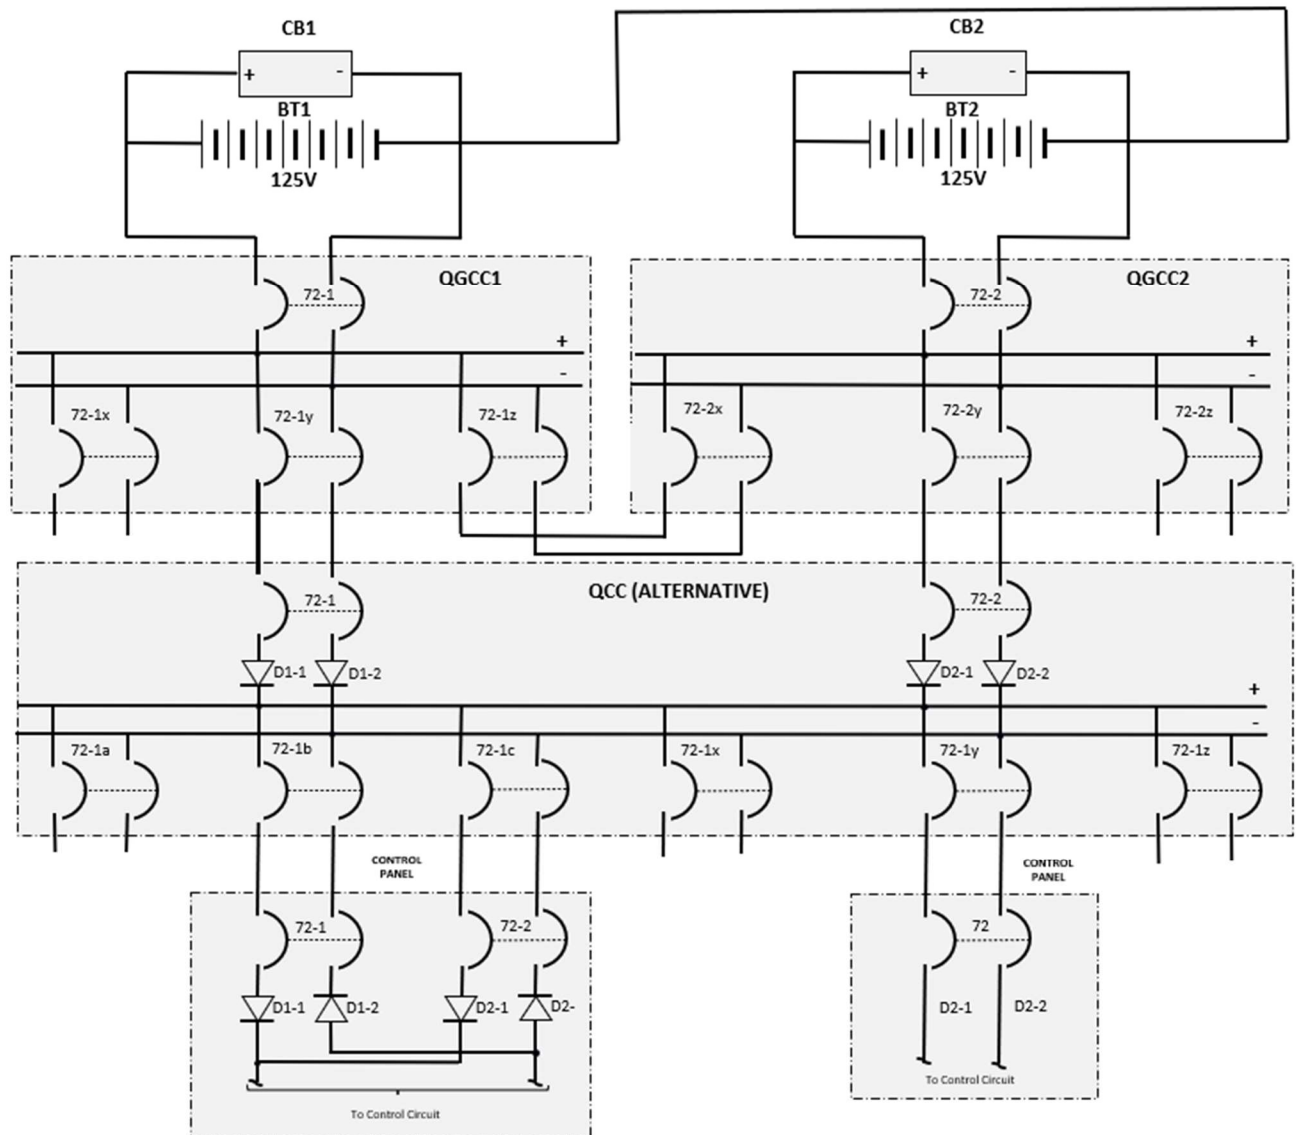 CB1
CB2
+ -
+ -
BT1
BT2
125V
125V
QGCC1
QGCC2
72-1
72-2
+
+
-
-
72-1x
72-1y
72-1z
72-2x
72-2y
72-2z
QCC (ALTERNATIVE)
72-1
72-2
D1-1
D1-2
D2-1
D2-2
+
-
72-1a
72-1b
72-1c
72-1x
72-1y
72-1z
CONTROL
PANEL
CONTROL
PANEL
72-1
72-2
72
D1-1
D1-2
D2-1
D2-
D2-1
D2-2
To Control Circuit
To Control Circuit